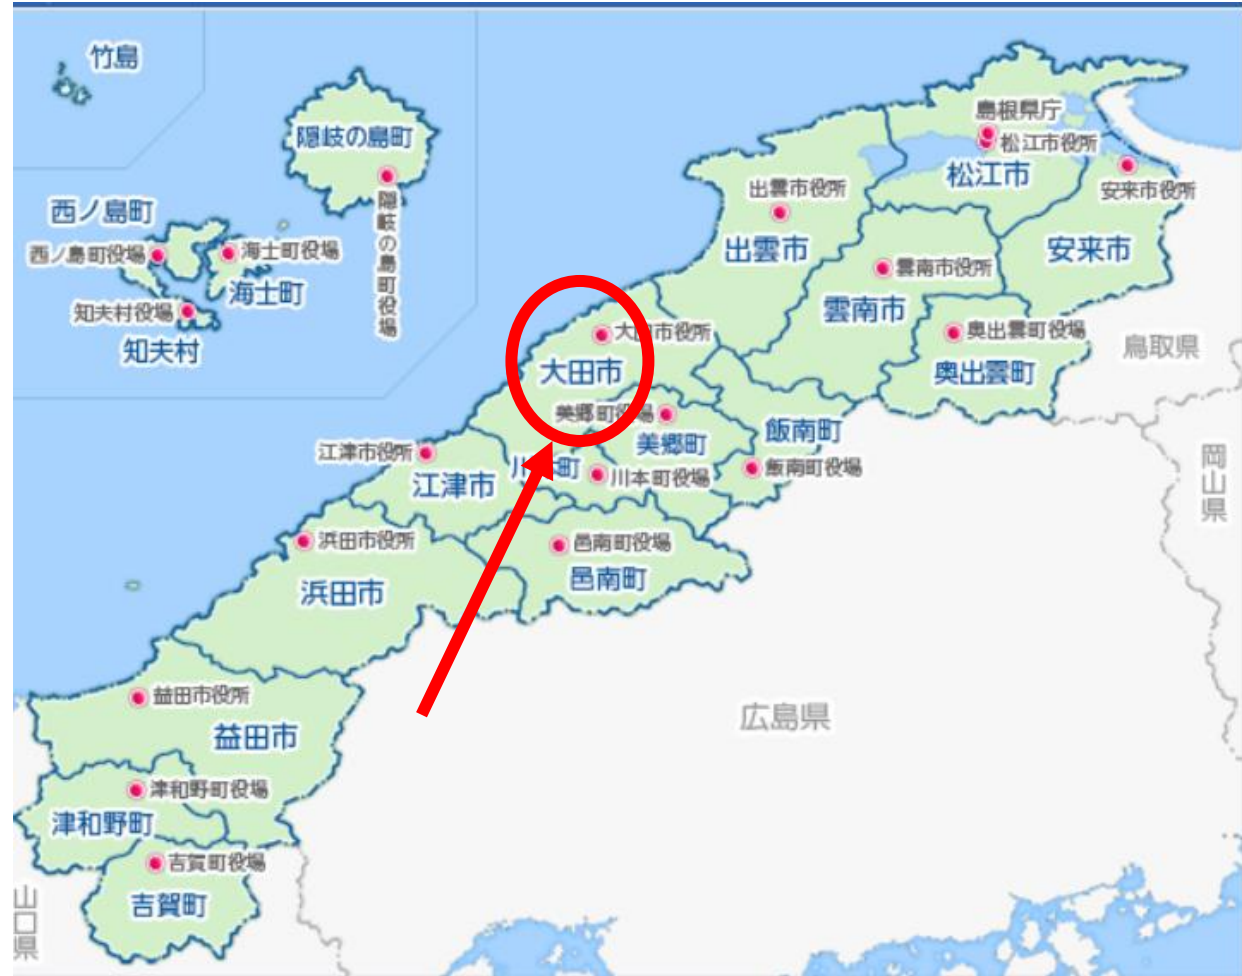 竹島
隠岐の島町
隠岐の島町役場
西ノ島町
西ノ島町役場
海士町役場
海士町
知夫村役場
知夫村
島根県庁
松江市役所
松江市
安来市役所
安来市
出雲市役所
出雲市
雲南市役所
雲南市
奥出雲町役場
奥出雲町
鳥取県
大田市役所
大田市
美郷町役場
美郷町
飯南町
飯南町役場
江津市役所
江津市
川本町
川本町役場
岡山県
浜田市役所
浜田市
邑南町役場
邑南町
益田市役所
益田市
広島県
津和野町役場
津和野町
吉賀町役場
吉賀町
山口県